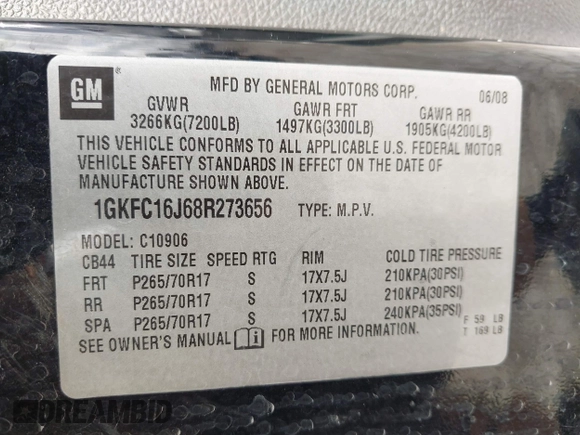 GM
MFD BY GENERAL MOTORS CORP. 06/08
GVWR GAWR FRT GAWR RR
3266KG(7200LB) 1497KG(3300LB) 1905KG(4200LB)
THIS VEHICLE CONFORMS TO ALL APPLICABLE U.S. FEDERAL MOTOR
VEHICLE SAFETY STANDARDS IN EFFECT ON THE DATE OF
MANUFACTURE SHOWN ABOVE.
1GKFC16J68R273656 TYPE: M.P.V.
MODEL: C10906
CB44 TIRE SIZE SPEED RTG RIM COLD TIRE PRESSURE
FRT P265/70R17 S 17X7.5J 210KPA(30PSI)
RR P265/70R17 S 17X7.5J 210KPA(30PSI)
SPA P265/70R17 S 17X7.5J 240KPA(35PSI) F 59 LB
SEE OWNER'S MANUAL FOR MORE INFORMATION. T 169 LB
DREAMBID